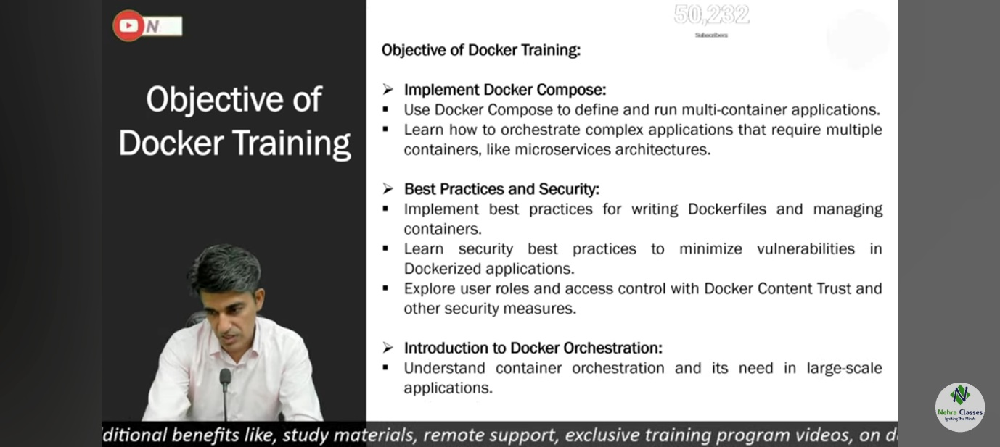 N
50,232
Subscribers
Objective of
Docker Training
Objective of Docker Training:
➢ Implement Docker Compose:
▪ Use Docker Compose to define and run multi-container applications.
▪ Learn how to orchestrate complex applications that require multiple
containers, like microservices architectures.
➢ Best Practices and Security:
▪ Implement best practices for writing Dockerfiles and managing
containers.
▪ Learn security best practices to minimize vulnerabilities in
Dockerized applications.
▪ Explore user roles and access control with Docker Content Trust and
other security measures.
➢ Introduction to Docker Orchestration:
▪ Understand container orchestration and its need in large-scale
applications.
N
Nehra Classes
Igniting The Minds
benefits like, study materials, remote support, exclusive training program videos, on